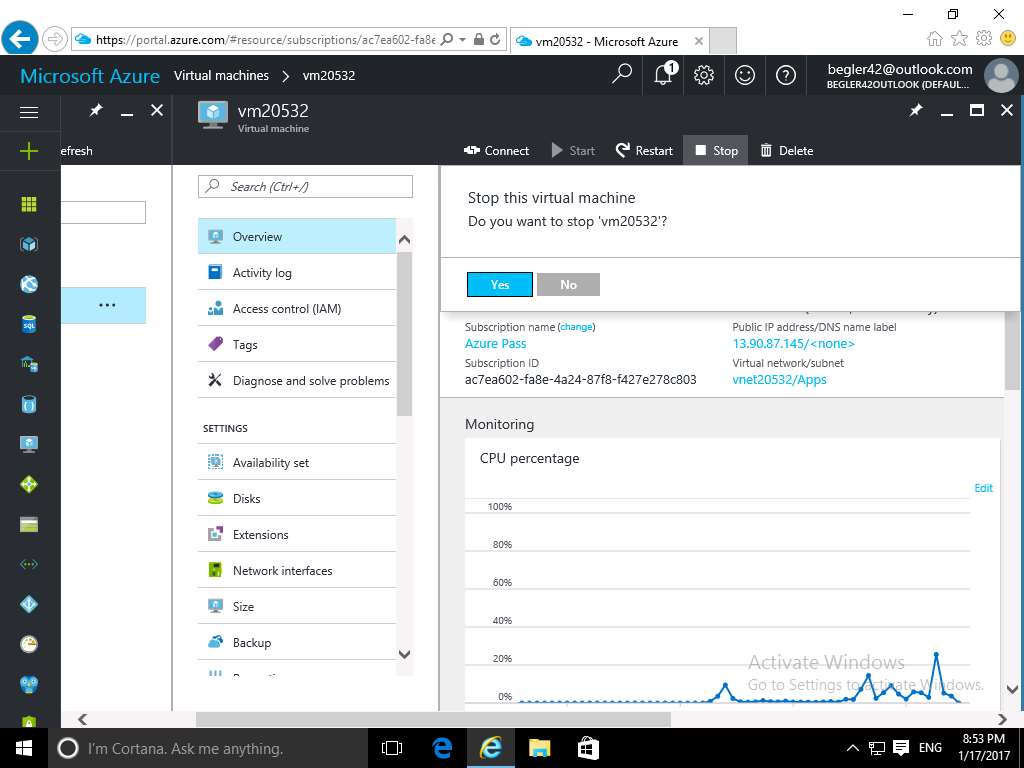 https://portal.azure.com/#resource/subscriptions/ac7ea602-fa8e
vm20532 - Microsoft Azure
Microsoft Azure
Virtual machines
vm20532
1
begler42@outlook.com
BEGLER42OUTLOOK (DEFAUL...
vm20532
Virtual machine
efresh
Connect
Start
Restart
Stop
Delete
Search (Ctrl+/)
Stop this virtual machine
Do you want to stop 'vm20532'?
Yes
No
Overview
Activity log
Access control (IAM)
Tags
Diagnose and solve problems
SETTINGS
Availability set
Disks
Extensions
Network interfaces
Size
Backup
Subscription name (change)
Azure Pass
Subscription ID
ac7ea602-fa8e-4a24-87f8-f427e278c803
Public IP address/DNS name label
13.90.87.145/<none>
Virtual network/subnet
vnet20532/Apps
Monitoring
CPU percentage
Edit
100%
80%
60%
40%
20%
0%
Activate Windows
Go to Settings to activate Windows.
SQL
I'm Cortana. Ask me anything.
ENG
8:53 PM
1/17/2017